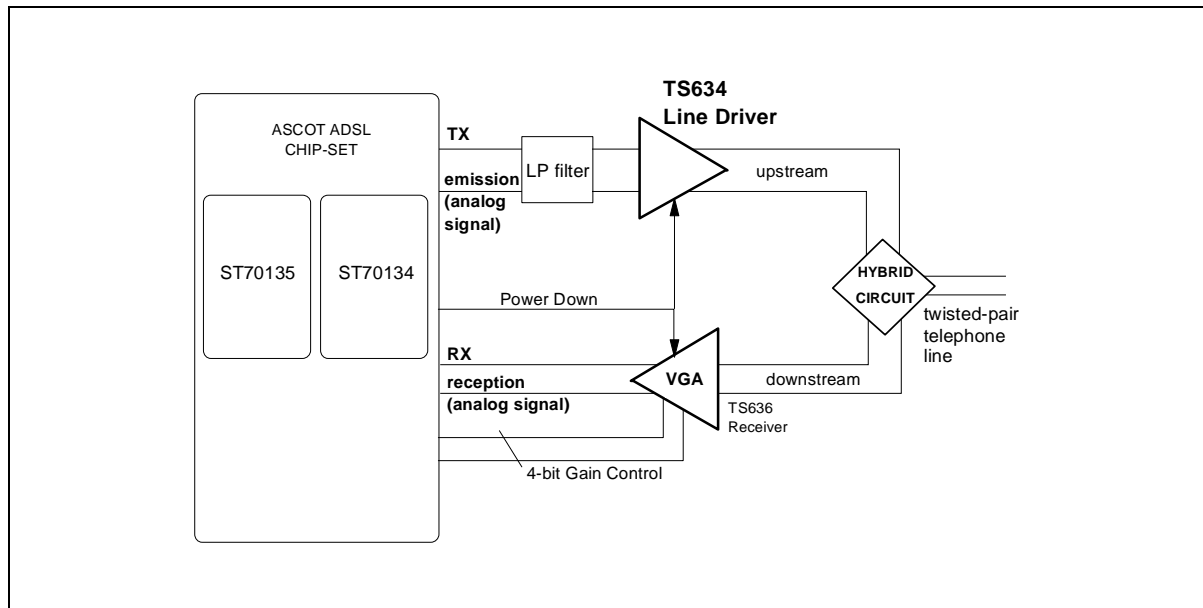 TS634
Line Driver
ASCOT ADSL
CHIP-SET
TX
LP filter
emission
(analog
signal)
upstream
ST70135
ST70134
HYBRID
CIRCUIT
Power Down
twisted-pair
telephone
line
RX
VGA
downstream
reception
(analog signal)
TS636
Receiver
4-bit Gain Control